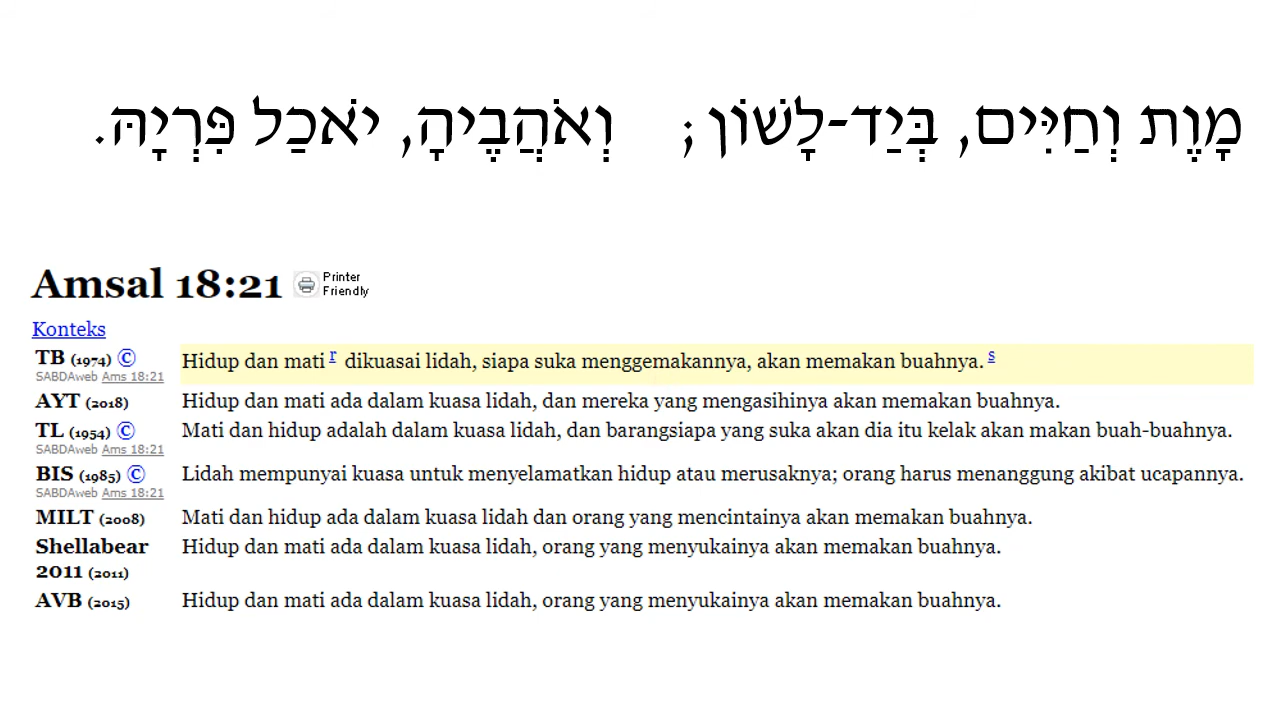 מָוֶת וְחַיִּים, בְּיַד-לָשׁוֹן; וְאֹהֲבֶיהָ, יֹאכַל פִּרְיָהּ.
Amsal 18:21 Printer Friendly
Konteks
TB (1974) © Hidup dan mati r dikuasai lidah, siapa suka menggemakannya, akan memakan buahnya. s
SABDAweb Ams 18:21
AYT (2018) Hidup dan mati ada dalam kuasa lidah, dan mereka yang mengasihinya akan memakan buahnya.
TL (1954) © Mati dan hidup adalah dalam kuasa lidah, dan barangsiapa yang suka akan dia itu kelak akan makan buah-buahnya.
SABDAweb Ams 18:21
BIS (1985) © Lidah mempunyai kuasa untuk menyelamatkan hidup atau merusaknya; orang harus menanggung akibat ucapannya.
SABDAweb Ams 18:21
MILT (2008) Mati dan hidup ada dalam kuasa lidah dan orang yang mencintainya akan memakan buahnya.
Shellabear Hidup dan mati ada dalam kuasa lidah, orang yang menyukainya akan memakan buahnya.
2011 (2011)
AVB (2015) Hidup dan mati ada dalam kuasa lidah, orang yang menyukainya akan memakan buahnya.